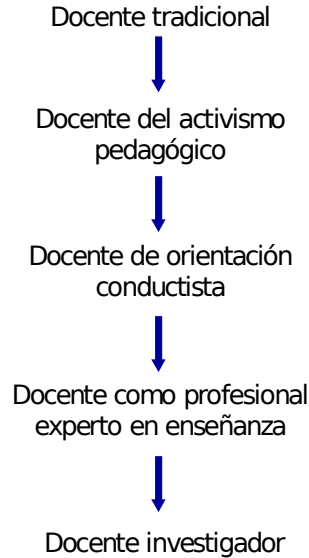 Docente tradicional
Docente del activismo
pedagógico
Docente de orientación
conductista
Docente como profesional
experto en enseñanza
Docente investigador